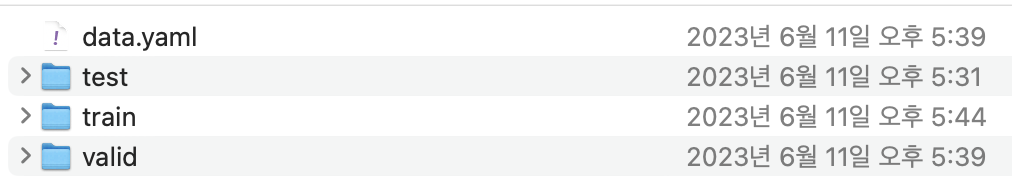 data.yaml 2023년 6월 11일 오후 5:39
test 2023년 6월 11일 오후 5:31
train 2023년 6월 11일 오후 5:44
valid 2023년 6월 11일 오후 5:39